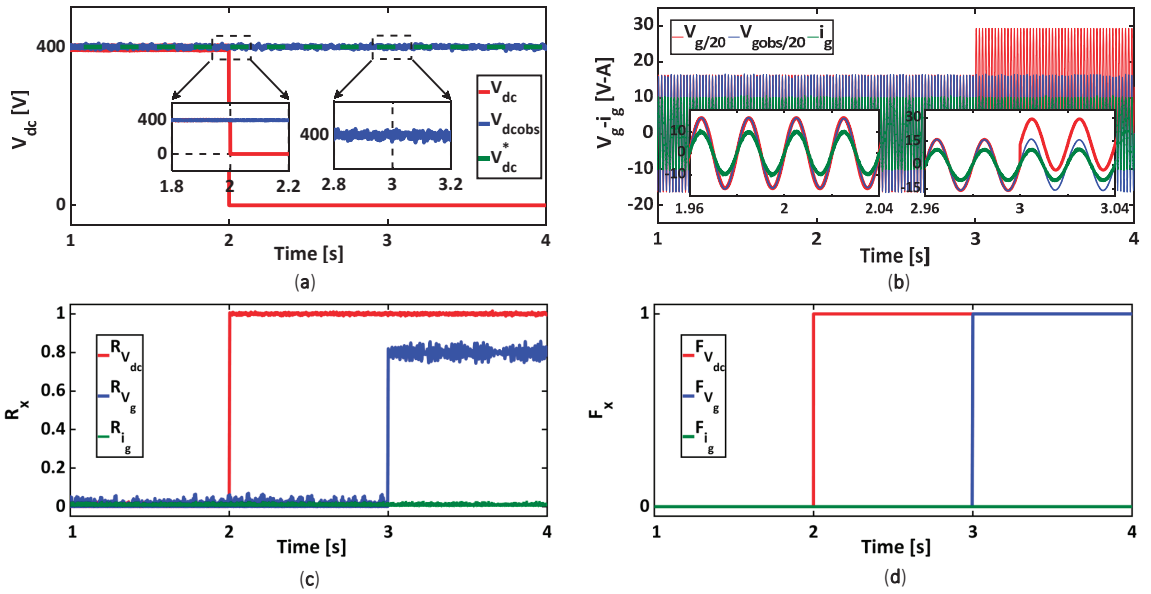 400
0
V_dc [V]
1 2 3 4
Time [s]
V_dc
V_dcobs
V_dc^*
400
0
1.8 2 2.2
400
2.8 3 3.2
(a)
30
20
10
0
-10
-20
V_g-i_g [V-A]
V_g/20 V_gobs/20 i_g
10
0
-10
1.96 2 2.04
30
15
0
-15
2.96 3 3.04
1 2 3 4
Time [s]
(b)
1
0.8
0.6
0.4
0.2
0
R_x
R_V_dc
R_V_g
R_i_g
1 2 3 4
Time [s]
(c)
1
0
F_x
F_V_dc
F_V_g
F_i_g
1 2 3 4
Time [s]
(d)